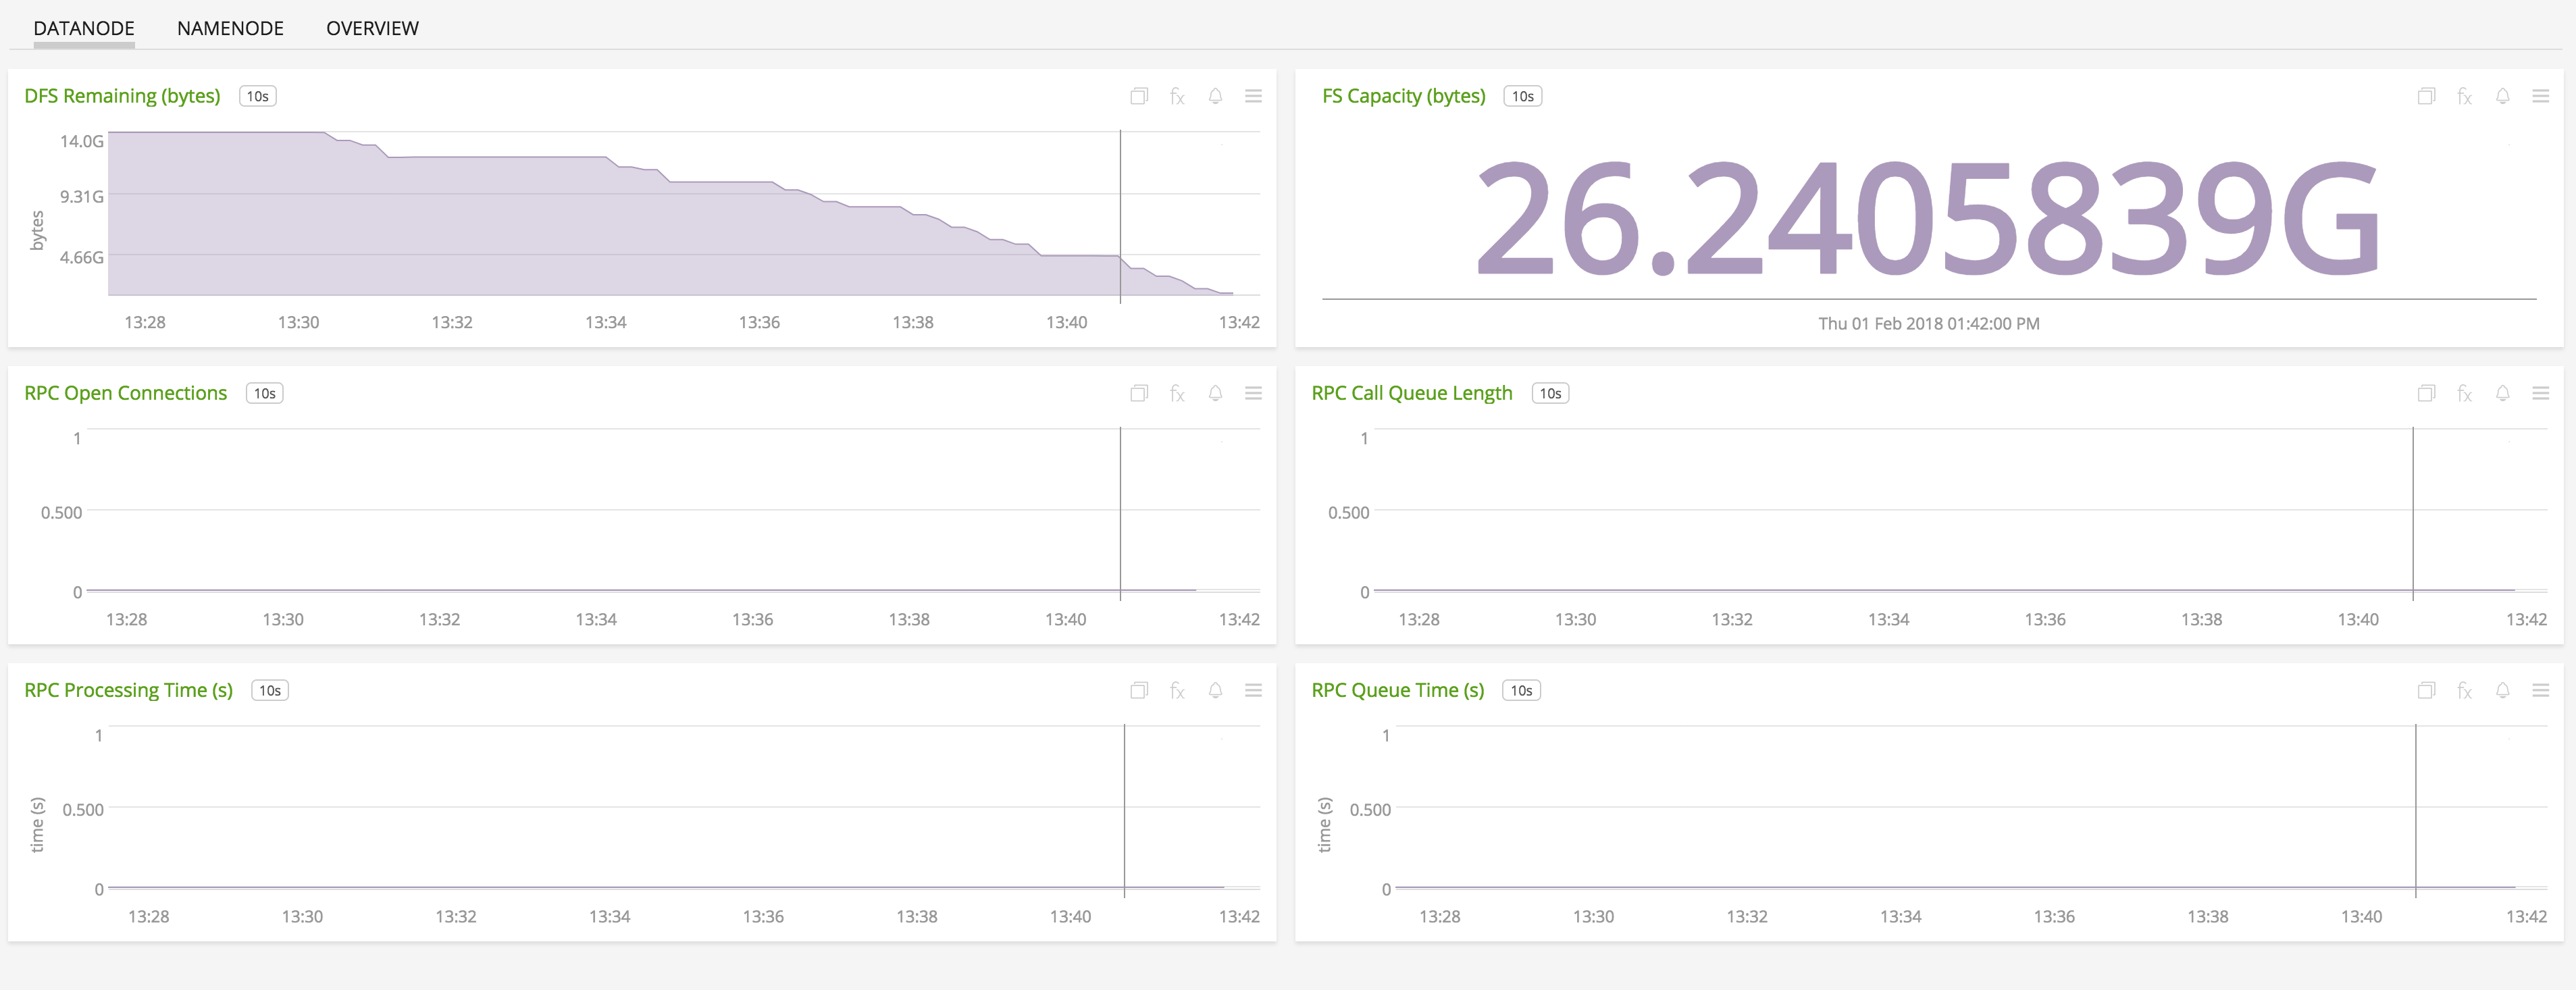 DATANODE NAMENODE OVERVIEW
DFS Remaining (bytes) 10s
14.0G
9.31G
4.66G
bytes
13:28 13:30 13:32 13:34 13:36 13:38 13:40 13:42
FS Capacity (bytes) 10s
26.2405839G
Thu 01 Feb 2018 01:42:00 PM
RPC Open Connections 10s
1
0.500
0
13:28 13:30 13:32 13:34 13:36 13:38 13:40 13:42
RPC Call Queue Length 10s
1
0.500
0
13:28 13:30 13:32 13:34 13:36 13:38 13:40 13:42
RPC Processing Time (s) 10s
1
0.500
0
time (s)
13:28 13:30 13:32 13:34 13:36 13:38 13:40 13:42
RPC Queue Time (s) 10s
1
0.500
0
time (s)
13:28 13:30 13:32 13:34 13:36 13:38 13:40 13:42